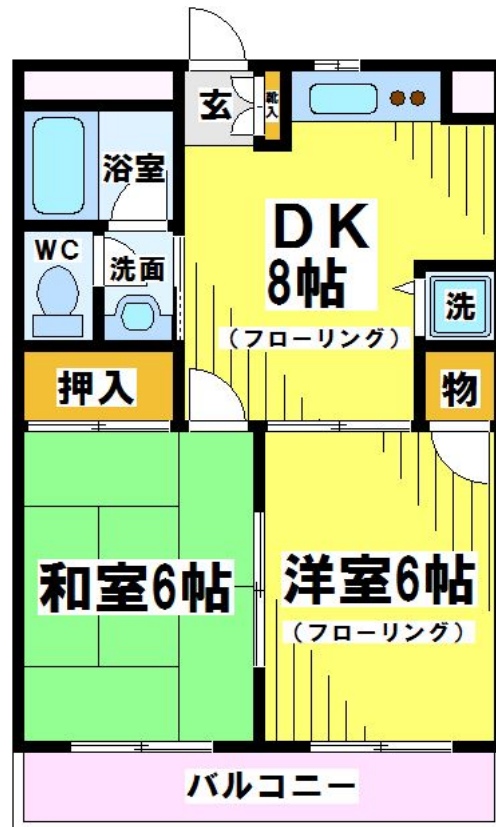 玄
靴入
浴室
DK
8帖
(フローリング)
WC
洗面
洗
押入
物
和室6帖
洋室6帖
(フローリング)
バルコニー